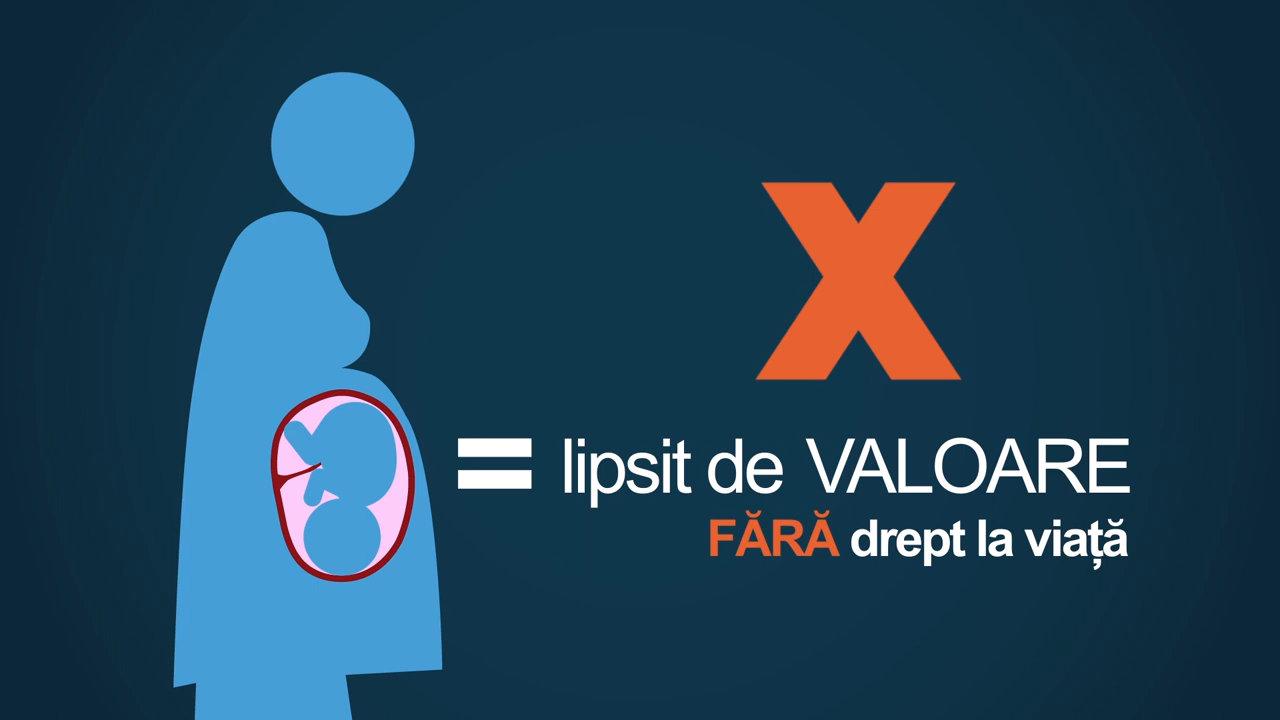 X
= lipsit de VALOARE
FĂRĂ drept la viață